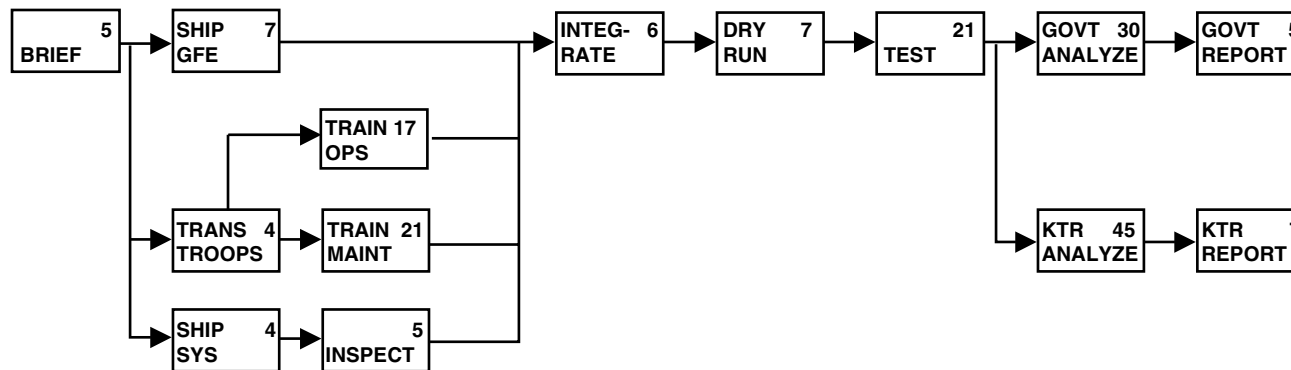 5
BRIEF
SHIP 7
GFE
INTEG- 6
RATE
DRY 7
RUN
21
TEST
GOVT 30
ANALYZE
GOVT
REPORT
TRAIN 17
OPS
TRANS 4
TROOPS
TRAIN 21
MAINT
KTR 45
ANALYZE
KTR
REPORT
SHIP 4
SYS
5
INSPECT